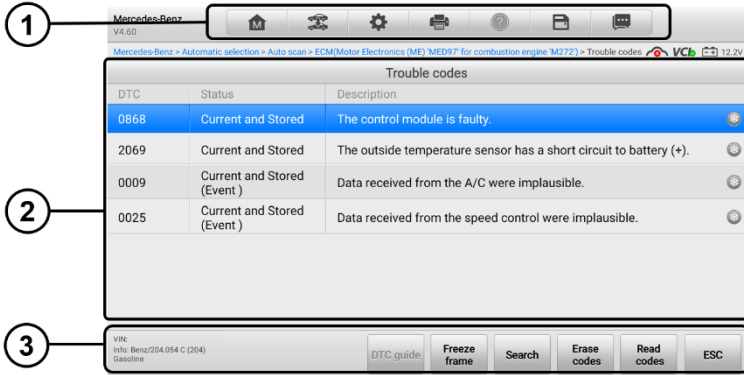 1
Mercedes-Benz
V4.60
M
?
Mercedes-Benz > Automatic selection > Auto scan > ECM(Motor Electronics (ME) 'MED97' for combustion engine 'M272') > Trouble codes VCI 12.2V
Trouble codes
DTC Status Description
0868 Current and Stored The control module is faulty.
2069 Current and Stored The outside temperature sensor has a short circuit to battery (+).
2
0009 Current and Stored (Event ) Data received from the A/C were implausible.
0025 Current and Stored (Event ) Data received from the speed control were implausible.
3
VIN:
Info: Benz/204.054 C (204)
Gasoline
DTC guide Freeze frame Search Erase codes Read codes ESC